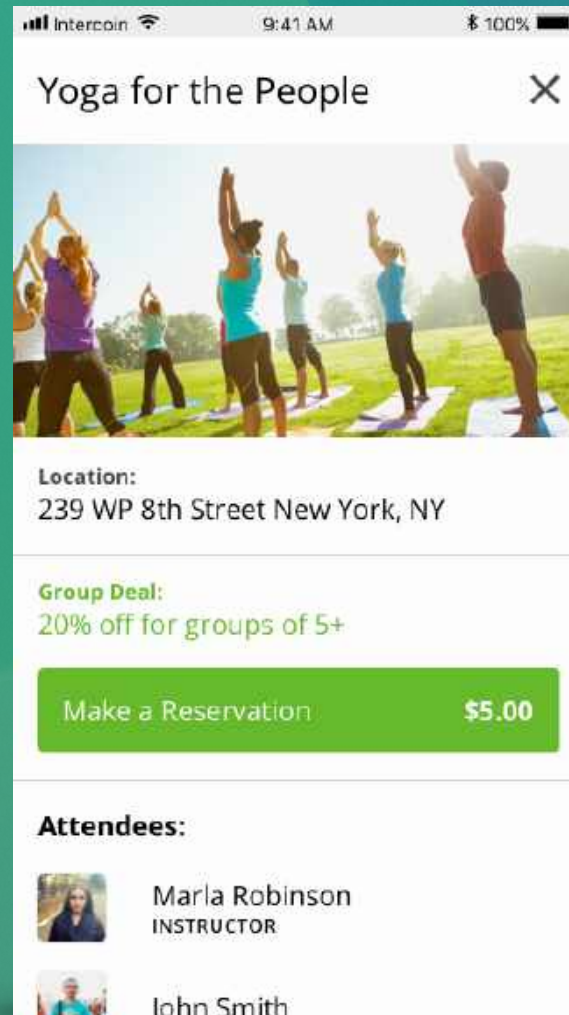 Intercoin 9:41 AM 100%
Yoga for the People
Location:
239 WP 8th Street New York, NY
Group Deal:
20% off for groups of 5+
Make a Reservation $5.00
Attendees:
Marla Robinson
INSTRUCTOR
John Smith